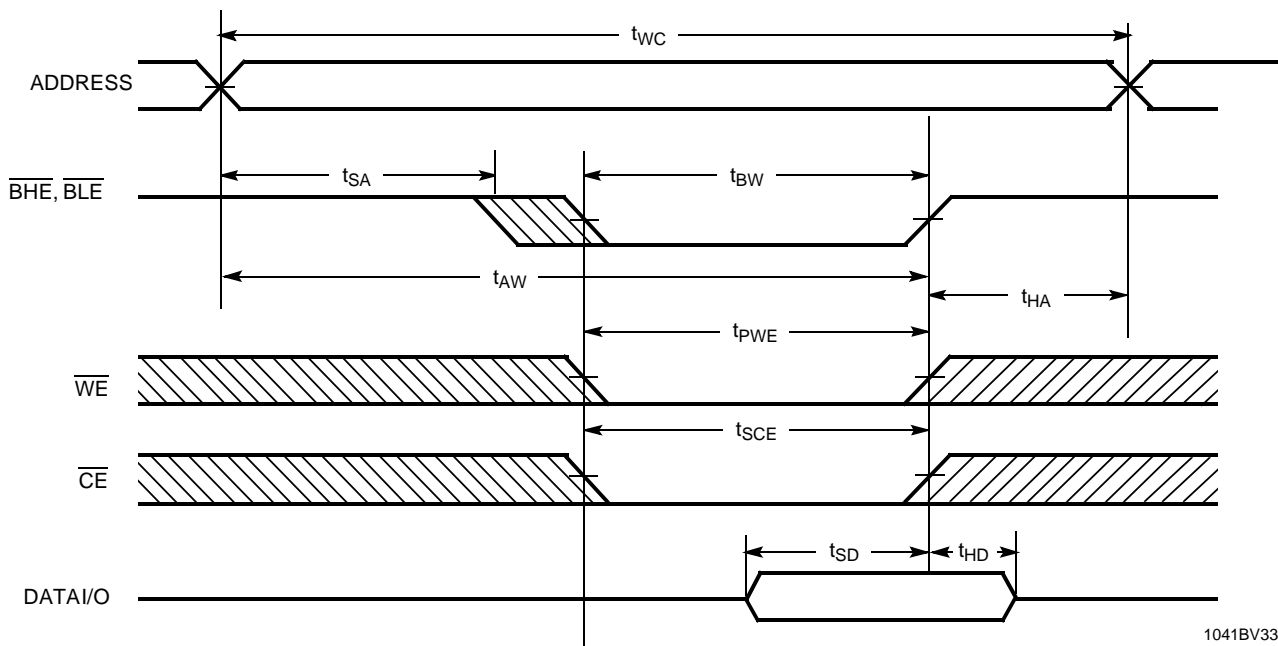 tWC
ADDRESS
tSA
tBW
BHE, BLE
tAW
tHA
tPWE
WE
tSCE
CE
tSD
tHD
DATAI/O
1041BV33